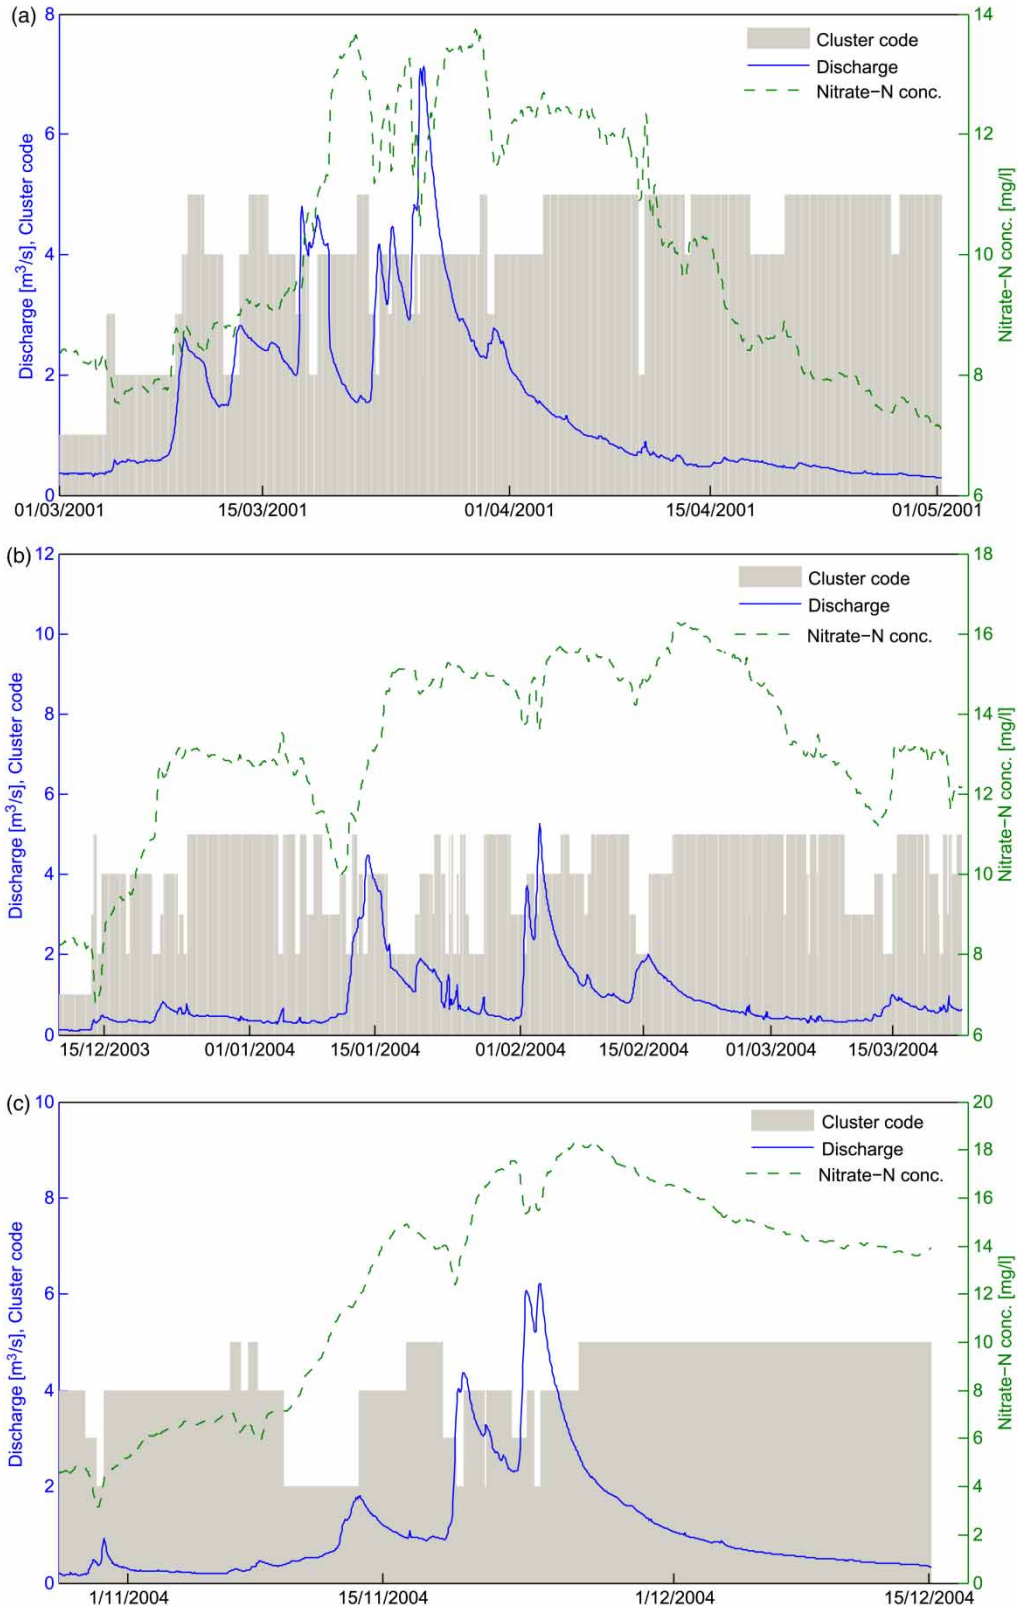 (a)
8
6
4
2
0
Discharge [m³/s], Cluster code
14
12
10
8
6
Nitrate−N conc. [mg/l]
Cluster code
Discharge
Nitrate−N conc.
01/03/2001 15/03/2001 01/04/2001 15/04/2001 01/05/2001
(b)
12
10
8
6
4
2
0
Discharge [m³/s], Cluster code
18
16
14
12
10
8
6
Nitrate−N conc. [mg/l]
Cluster code
Discharge
Nitrate−N conc.
15/12/2003 01/01/2004 15/01/2004 01/02/2004 15/02/2004 01/03/2004 15/03/2004
(c)
10
8
6
4
2
0
Discharge [m³/s], Cluster code
20
18
16
14
12
10
8
6
4
2
0
Nitrate−N conc. [mg/l]
Cluster code
Discharge
Nitrate−N conc.
1/11/2004 15/11/2004 1/12/2004 15/12/2004